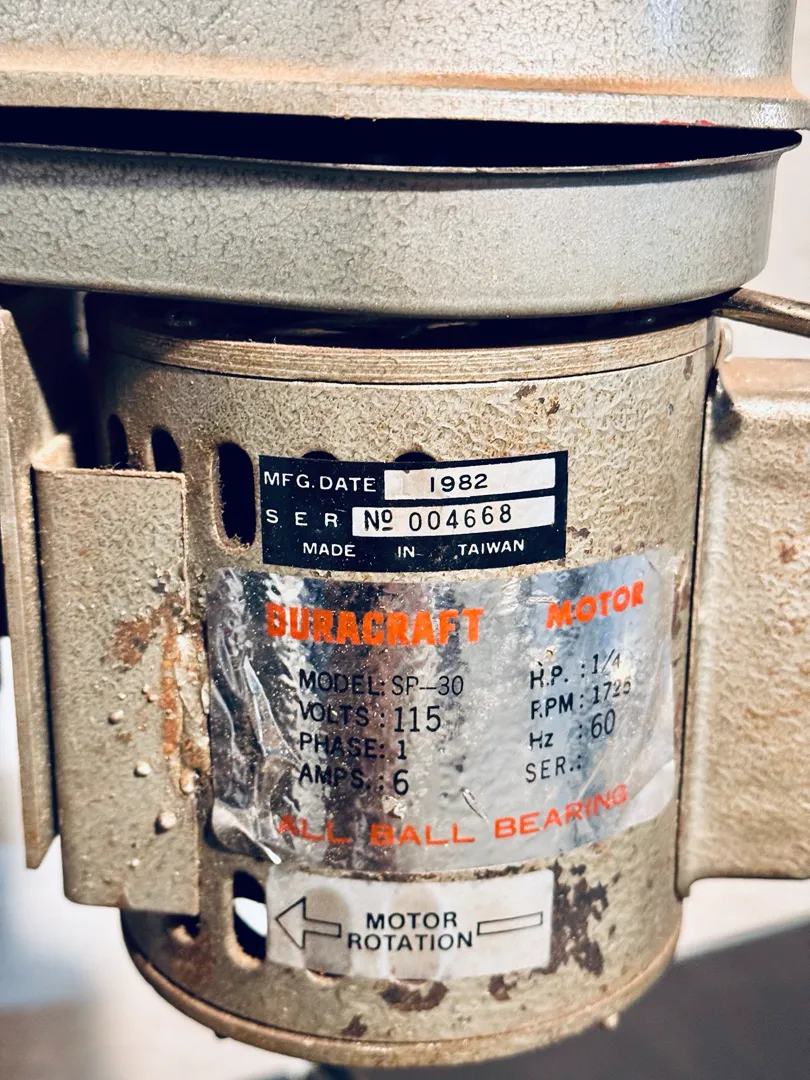 MFG. DATE 1982
SER Nº 004668
MADE IN TAIWAN
DURACRAFT MOTOR
MODEL: SP-30 H.P. : 1/4
VOLTS : 115 RPM : 1725
PHASE: 1 Hz : 60
AMPS. : 6 SER.:
ALL BALL BEARING
MOTOR
ROTATION